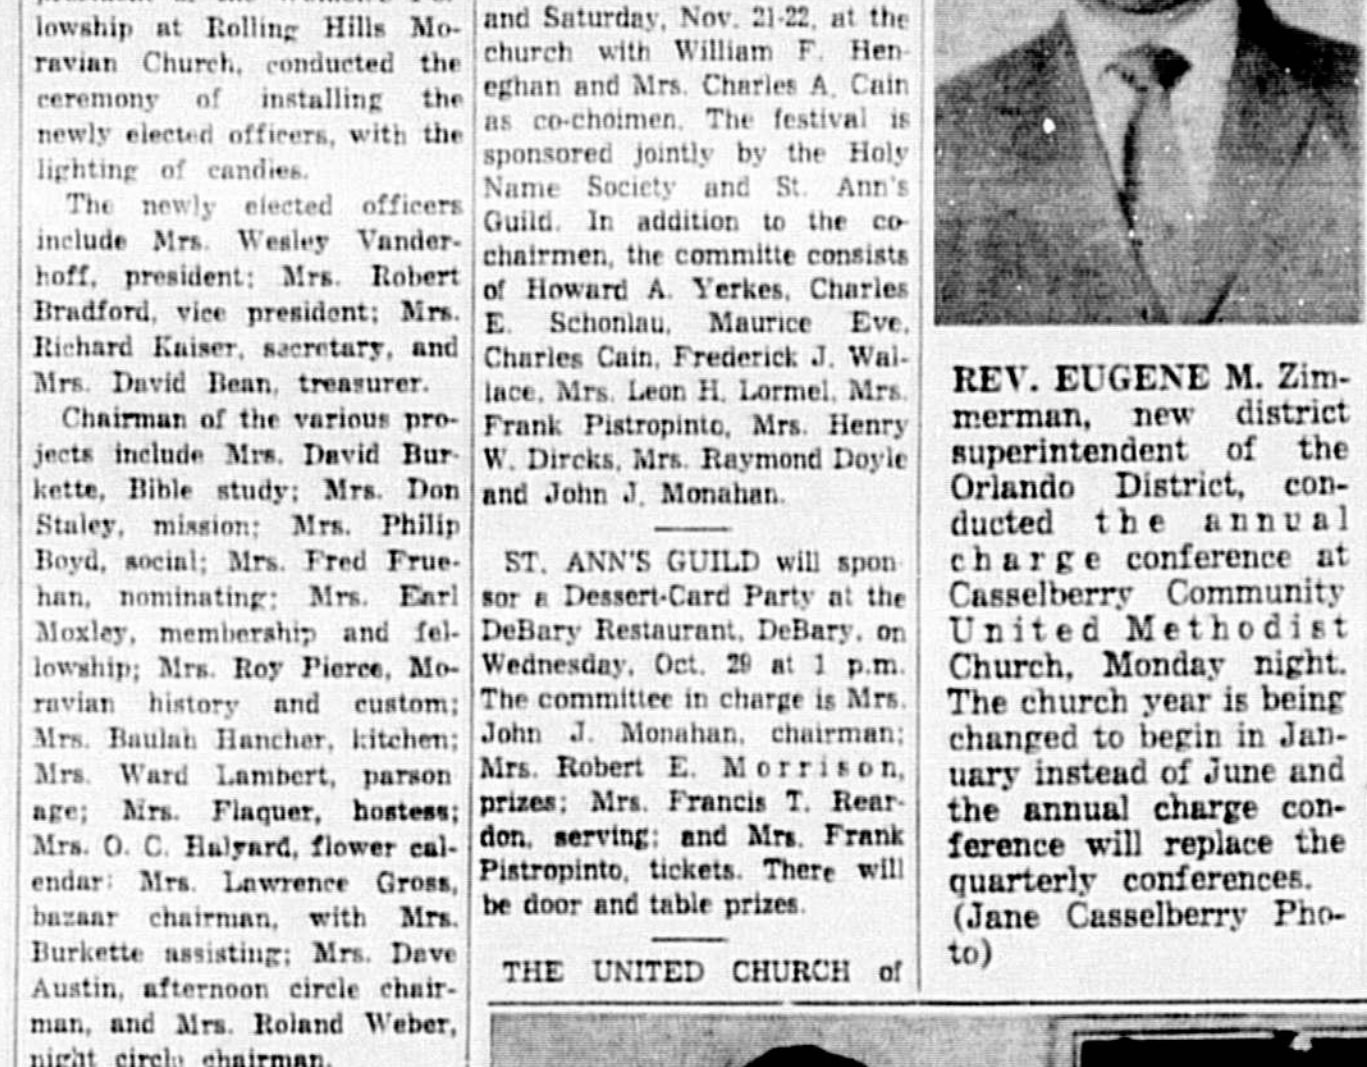 lowship at Rolling Hills Mo-
ravian Church, conducted the
ceremony of installing the
newly elected officers, with the
lighting of candies.
The newly elected officers
include Mrs. Wesley Vander-
hoff, president; Mrs. Robert
Bradford, vice president; Mrs.
Richard Kaiser, secretary, and
Mrs. David Bean, treasurer.
Chairman of the various pro-
jects include Mrs. David Bur-
kette, Bible study; Mrs. Don
Staley, mission; Mrs. Philip
Boyd, social; Mrs. Fred Frue-
han, nominating; Mrs. Earl
Moxley, membership and fel-
lowship; Mrs. Roy Pierce, Mo-
ravian history and custom;
Mrs. Baulah Hancher, kitchen;
Mrs. Ward Lambert, parson
age; Mrs. Flaquer, hostess;
Mrs. O. C. Halyard, flower cal-
endar; Mrs. Lawrence Gross,
bazaar chairman, with Mrs.
Burkette assisting; Mrs. Dave
Austin, afternoon circle chair-
man, and Mrs. Roland Weber,
night circle chairman.
and Saturday, Nov. 21-22, at the
church with William F. Hen-
eghan and Mrs. Charles A. Cain
as co-choimen. The festival is
sponsored jointly by the Holy
Name Society and St. Ann's
Guild. In addition to the co-
chairmen, the committe consists
of Howard A. Yerkes, Charles
E. Schonlau, Maurice Eve,
Charles Cain, Frederick J. Wal-
lace, Mrs. Leon H. Lormel, Mrs.
Frank Pistropinto, Mrs. Henry
W. Dircks, Mrs. Raymond Doyle
and John J. Monahan.
ST. ANN'S GUILD will spon-
sor a Dessert-Card Party at the
DeBary Restaurant, DeBary, on
Wednesday, Oct. 29 at 1 p.m.
The committee in charge is Mrs.
John J. Monahan, chairman;
Mrs. Robert E. Morrison,
prizes; Mrs. Francis T. Rear-
don, serving; and Mrs. Frank
Pistropinto, tickets. There will
be door and table prizes.
THE UNITED CHURCH of
REV. EUGENE M. Zim-
merman, new district
superintendent of the
Orlando District, con-
ducted the annual
charge conference at
Casselberry Community
United Methodist
Church, Monday night.
The church year is being
changed to begin in Jan-
uary instead of June and
the annual charge con-
ference will replace the
quarterly conferences.
(Jane Casselberry Pho-
to)